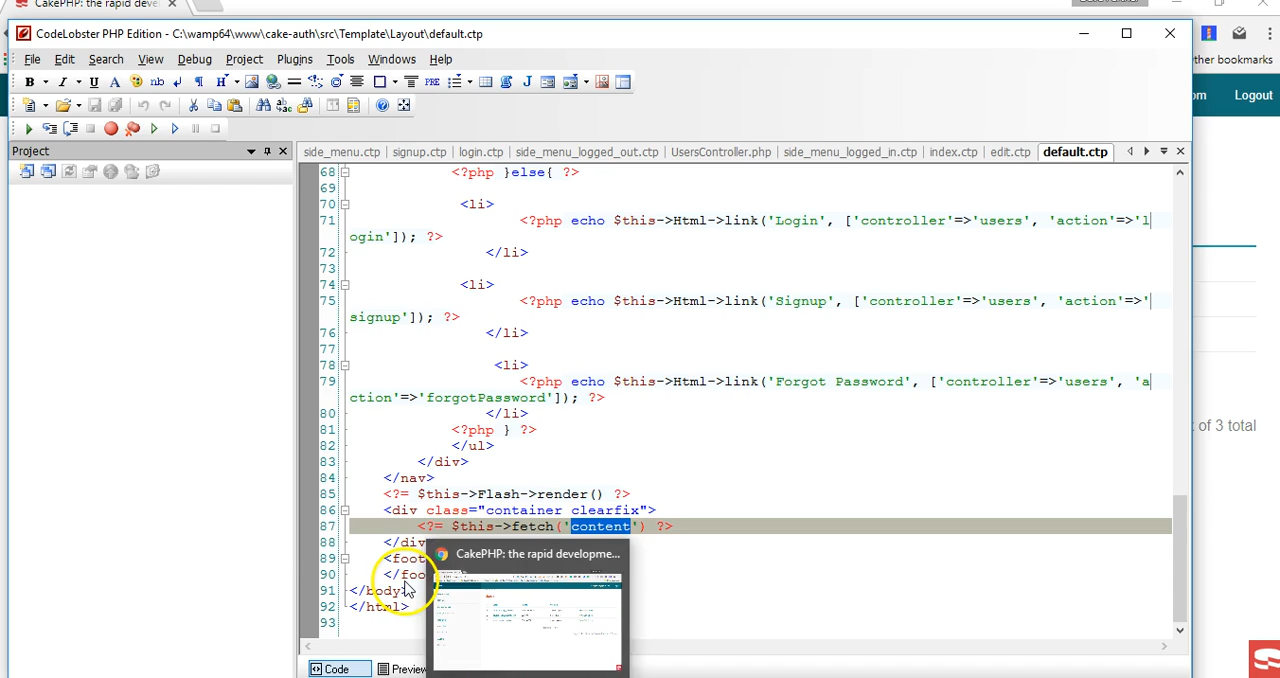 CakePHP: the rapid devel
CodeLobster PHP Edition - C:\wamp64\www\cake-auth\src\Template\Layout\default.ctp
File Edit Search View Debug Project Plugins Tools Windows Help
ther bookmarks
B I U A nb ¶ H PRE J
om Logout
Project
side_menu.ctp signup.ctp login.ctp side_menu_logged_out.ctp UsersController.php side_menu_logged_in.ctp index.ctp edit.ctp default.ctp
68 <?php }else{ ?>
69
70 <li>
71 <?php echo $this->Html->link('Login', ['controller'=>'users', 'action'=>'l
ogin']); ?>
72 </li>
73
74 <li>
75 <?php echo $this->Html->link('Signup', ['controller'=>'users', 'action'=>'
signup']); ?>
76 </li>
77
78 <li>
79 <?php echo $this->Html->link('Forgot Password', ['controller'=>'users', 'a
ction'=>'forgotPassword']); ?>
80 </li>
t of 3 total
81 <?php } ?>
82 </ul>
83 </div>
84 </nav>
85 <?= $this->Flash->render() ?>
86 <div class="container clearfix">
87 <?= $this->fetch('content') ?>
88 </div
CakePHP: the rapid developme...
89 <foot
90 </foo
91 </body>
92 </html>
93
Code Preview